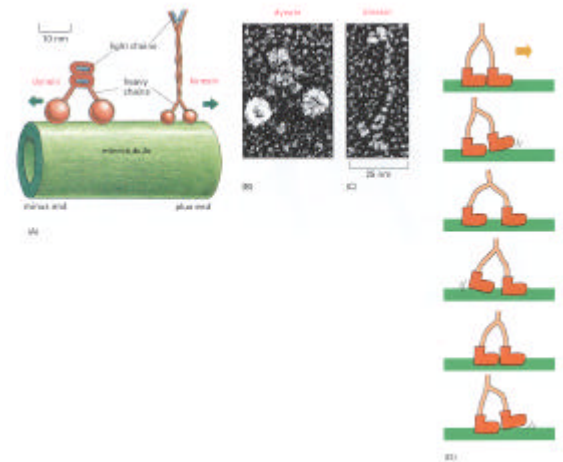 10 nm
light chains
dynein
heavy
chains
kinesin
microtubule
minus end
plus end
(A)
dynein
kinesin
25 nm
(B)
(C)
(D)